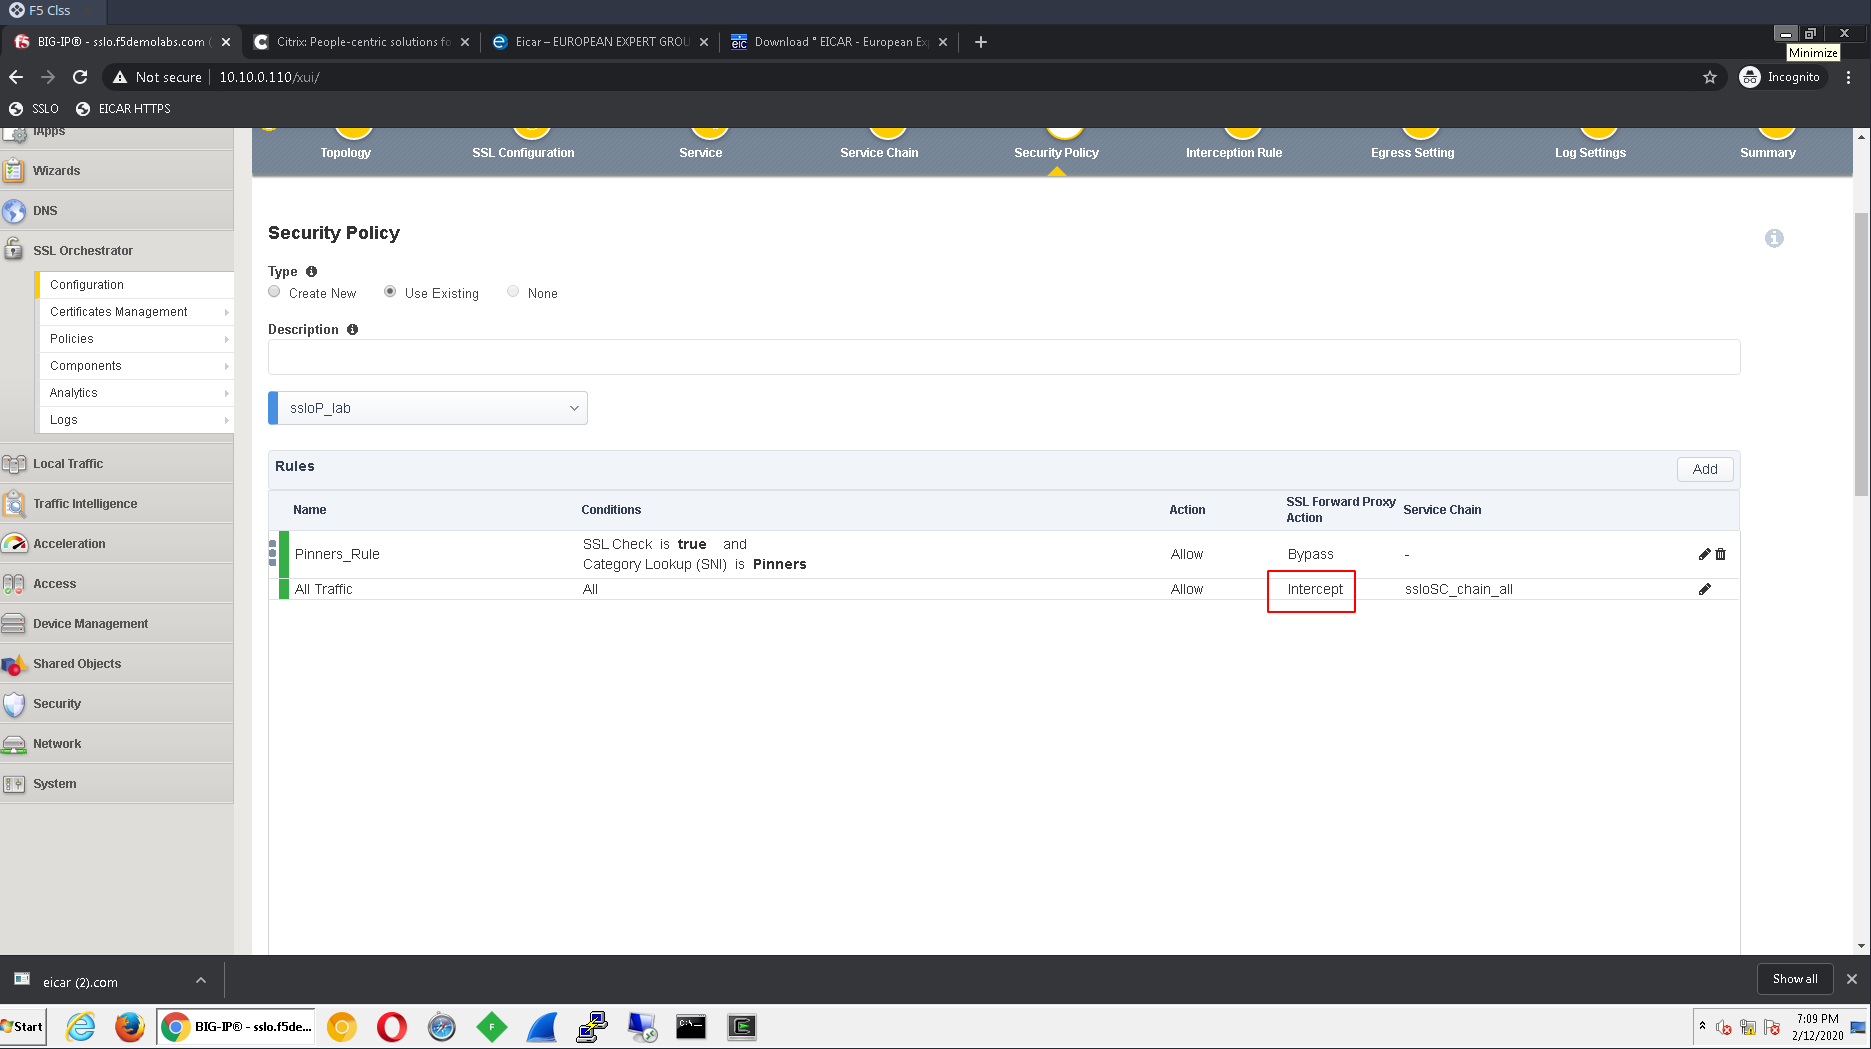 F5 Clss
BIG-IP® - sslo.f5demolabs.com (
Citrix: People-centric solutions fo
Eicar – EUROPEAN EXPERT GROU
Download ° EICAR - European Ex
Minimize
Not secure
10.10.0.110/xui/
Incognito
SSLO
EICAR HTTPS
iApps
Wizards
DNS
SSL Orchestrator
Configuration
Certificates Management
Policies
Components
Analytics
Logs
Local Traffic
Traffic Intelligence
Acceleration
Access
Device Management
Shared Objects
Security
Network
System
Topology
SSL Configuration
Service
Service Chain
Security Policy
Interception Rule
Egress Setting
Log Settings
Summary
Security Policy
Type
Create New
Use Existing
None
Description
ssloP_lab
Rules
Add
Name
Conditions
Action
SSL Forward Proxy
Action
Service Chain
Pinners_Rule
SSL Check is true and
Category Lookup (SNI) is Pinners
Allow
Bypass
-
All Traffic
All
Allow
Intercept
ssloSC_chain_all
eicar (2).com
Show all
Start
BIG-IP® - sslo.f5de...
7:09 PM
2/12/2020